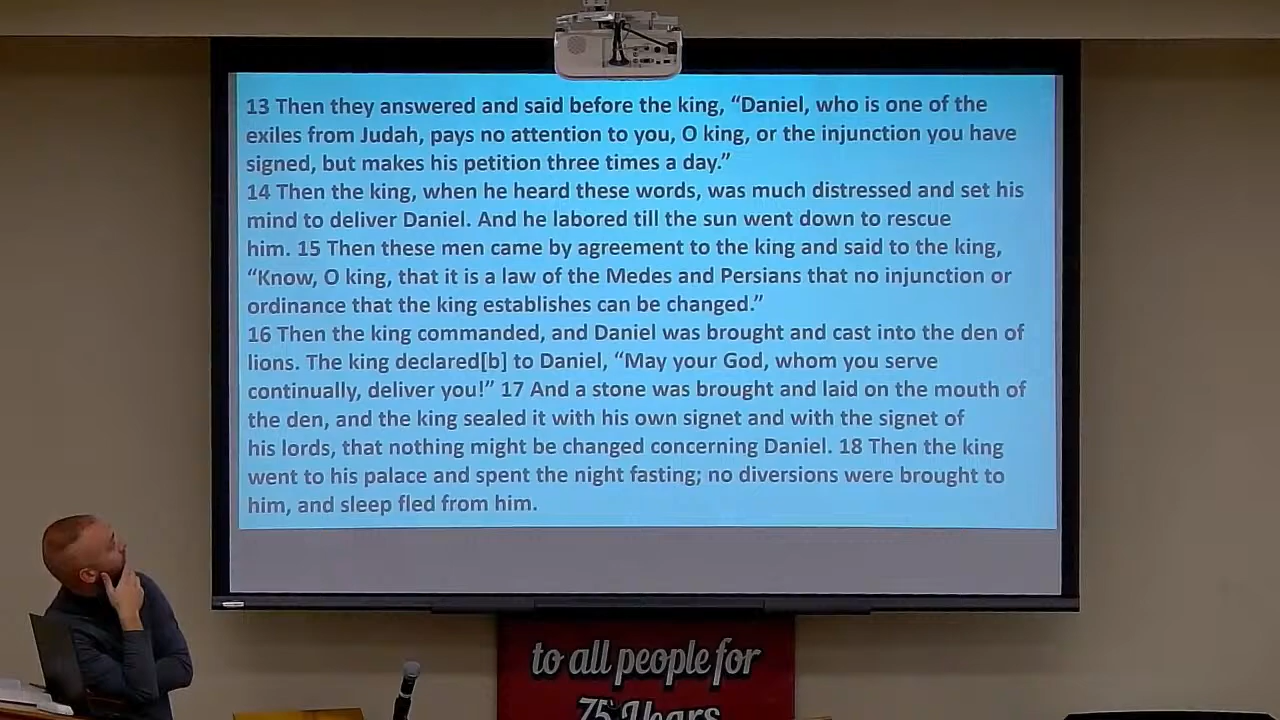 13 Then they answered and said before the king, “Daniel, who is one of the
exiles from Judah, pays no attention to you, O king, or the injunction you have
signed, but makes his petition three times a day.”
14 Then the king, when he heard these words, was much distressed and set his
mind to deliver Daniel. And he labored till the sun went down to rescue
him. 15 Then these men came by agreement to the king and said to the king,
“Know, O king, that it is a law of the Medes and Persians that no injunction or
ordinance that the king establishes can be changed.”
16 Then the king commanded, and Daniel was brought and cast into the den of
lions. The king declared[b] to Daniel, “May your God, whom you serve
continually, deliver you!” 17 And a stone was brought and laid on the mouth of
the den, and the king sealed it with his own signet and with the signet of
his lords, that nothing might be changed concerning Daniel. 18 Then the king
went to his palace and spent the night fasting; no diversions were brought to
him, and sleep fled from him.
to all people for
75 Years